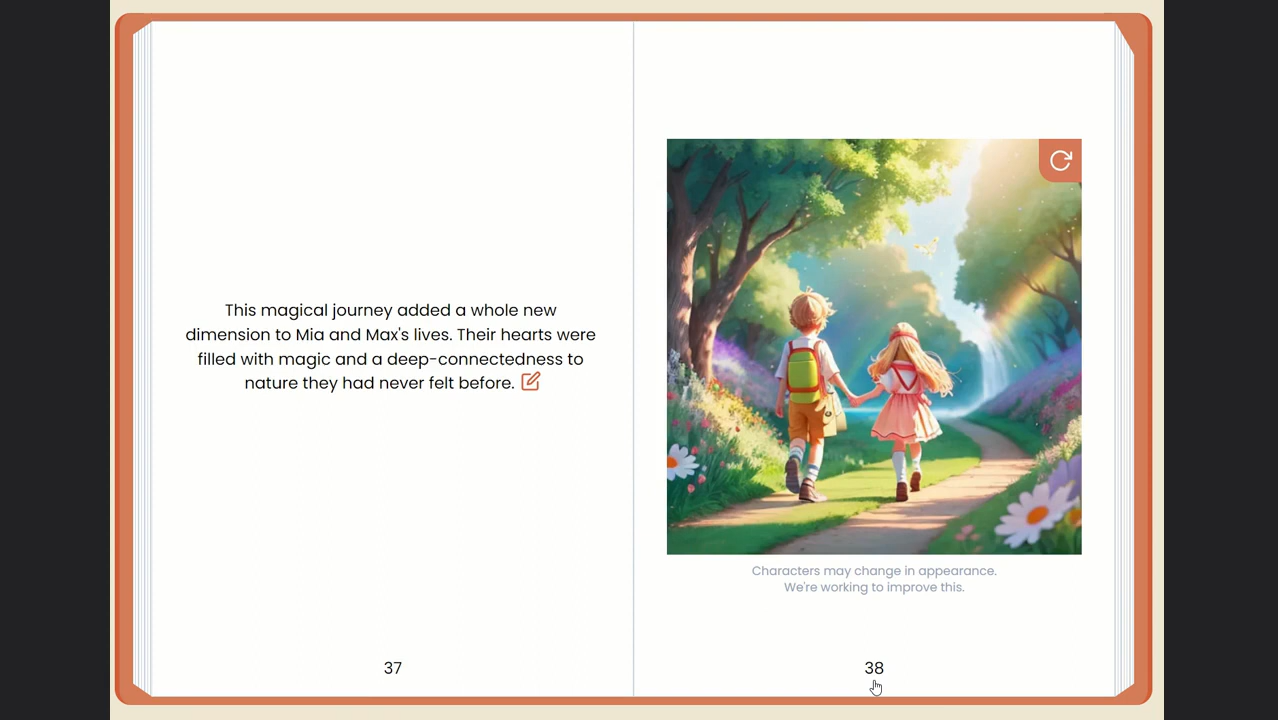 This magical journey added a whole new
dimension to Mia and Max's lives. Their hearts were
filled with magic and a deep-connectedness to
nature they had never felt before.
37
Characters may change in appearance.
We're working to improve this.
38